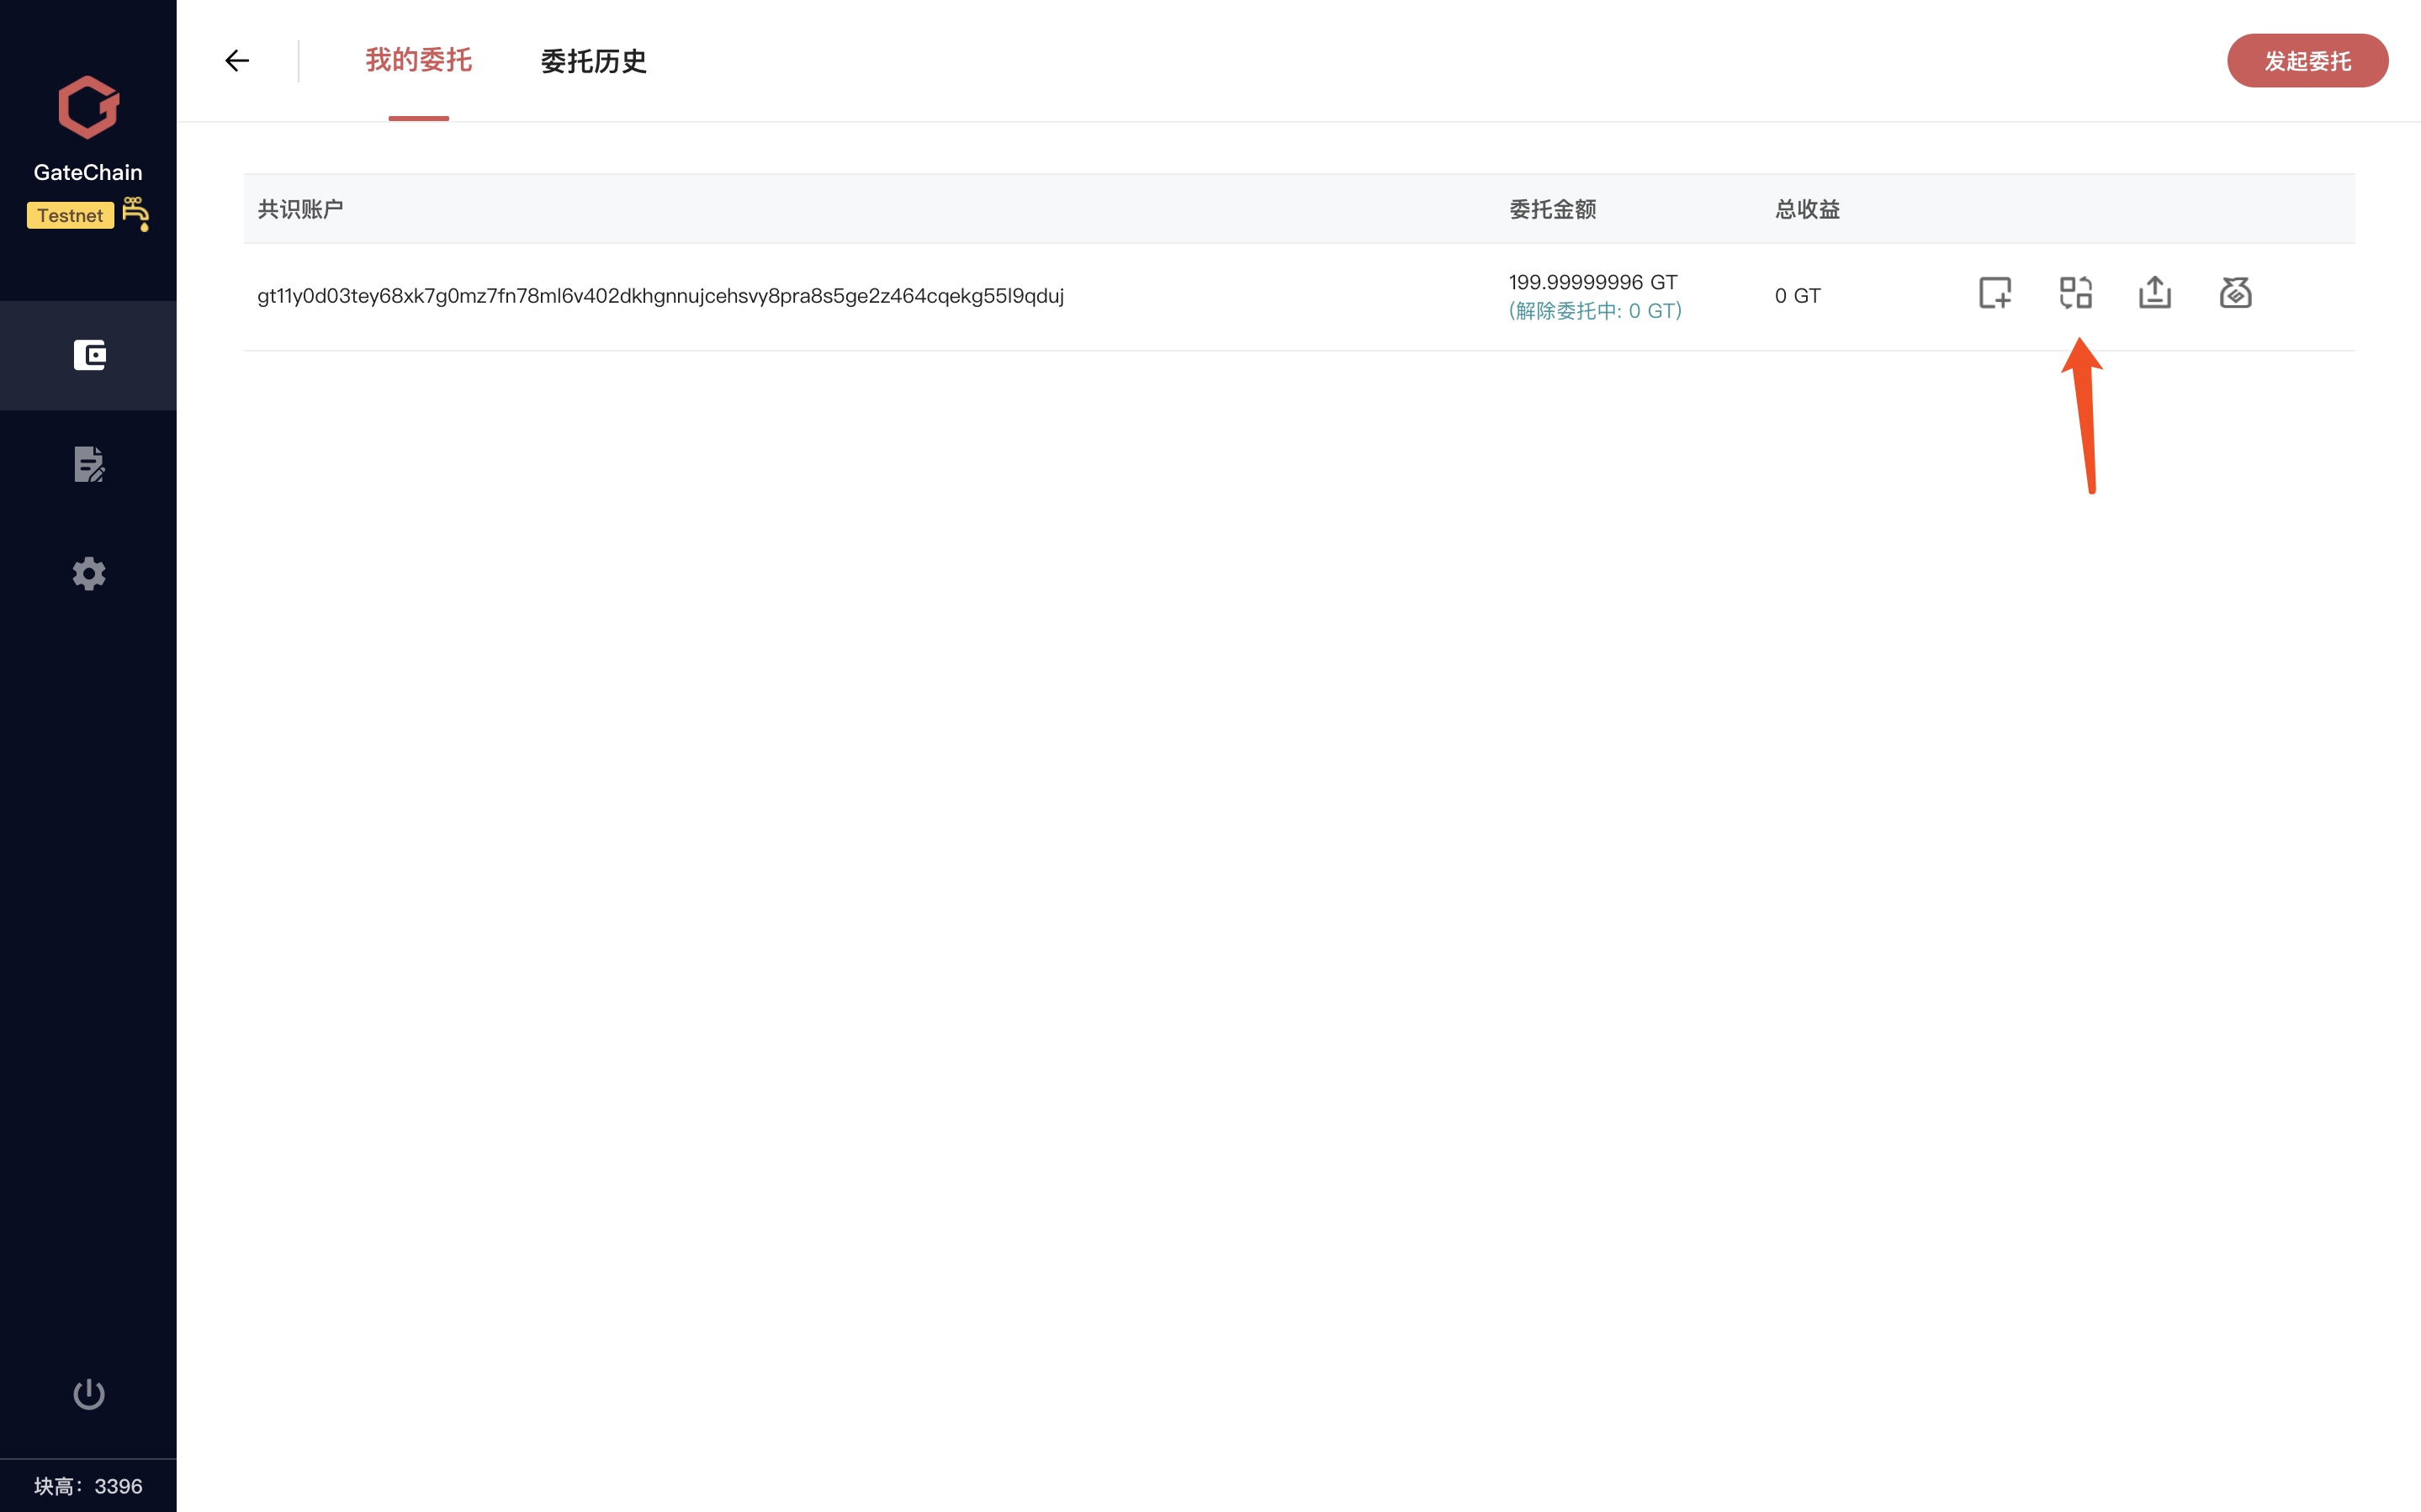 我的委托
委托历史
发起委托
GateChain
Testnet
共识账户
委托金额
总收益
gt11y0d03tey68xk7g0mz7fn78ml6v402dkhgnnujcehsvy8pra8s5ge2z464cqekg55l9qduj
199.99999996 GT
(解除委托中: 0 GT)
0 GT
块高：3396